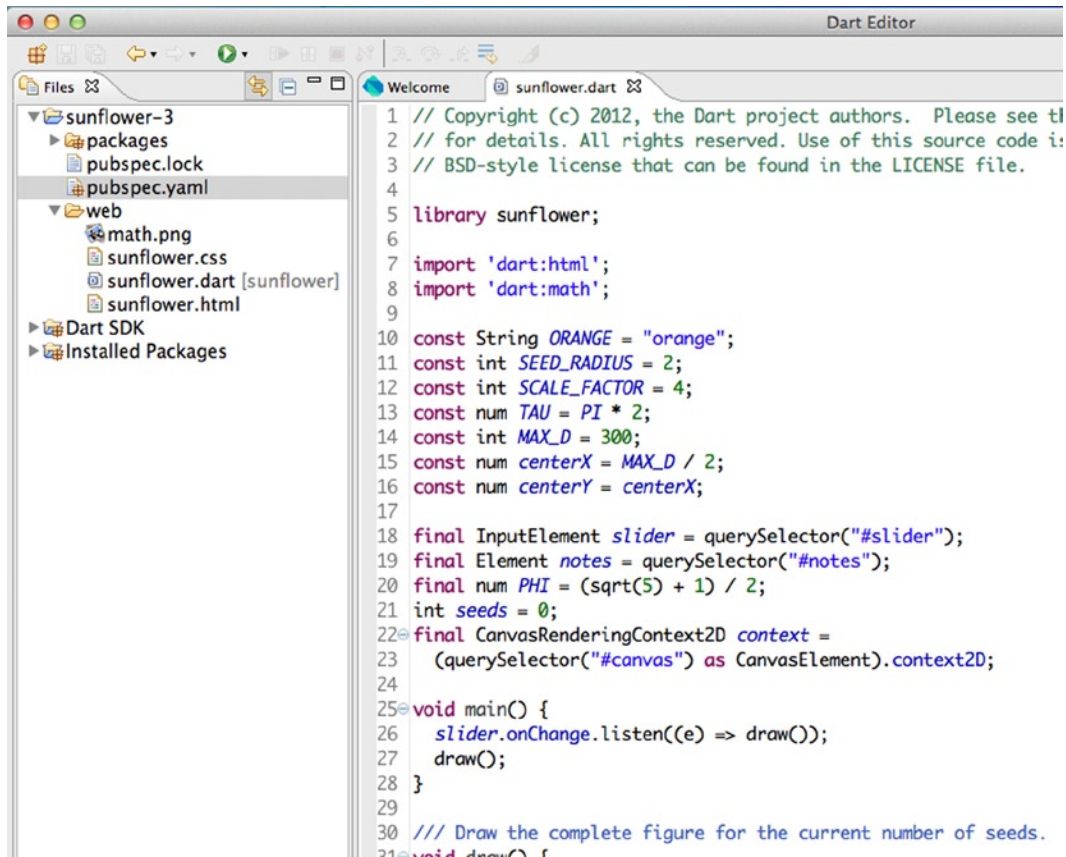 Dart Editor
Files
sunflower-3
packages
pubspec.lock
pubspec.yaml
web
math.png
sunflower.css
sunflower.dart [sunflower]
sunflower.html
Dart SDK
Installed Packages
Welcome
sunflower.dart
1 // Copyright (c) 2012, the Dart project authors.  Please see
2 // for details. All rights reserved. Use of this source code
3 // BSD-style license that can be found in the LICENSE file.
4
5 library sunflower;
6
7 import 'dart:html';
8 import 'dart:math';
9
10 const String ORANGE = "orange";
11 const int SEED_RADIUS = 2;
12 const int SCALE_FACTOR = 4;
13 const num TAU = PI * 2;
14 const int MAX_D = 300;
15 const num centerX = MAX_D / 2;
16 const num centerY = centerX;
17
18 final InputElement slider = querySelector("#slider");
19 final Element notes = querySelector("#notes");
20 final num PHI = (sqrt(5) + 1) / 2;
21 int seeds = 0;
22 final CanvasRenderingContext2D context =
23   (querySelector("#canvas") as CanvasElement).context2D;
24
25 void main() {
26   slider.onChange.listen((e) => draw());
27   draw();
28 }
29
30 /// Draw the complete figure for the current number of seeds.
31 void draw() {